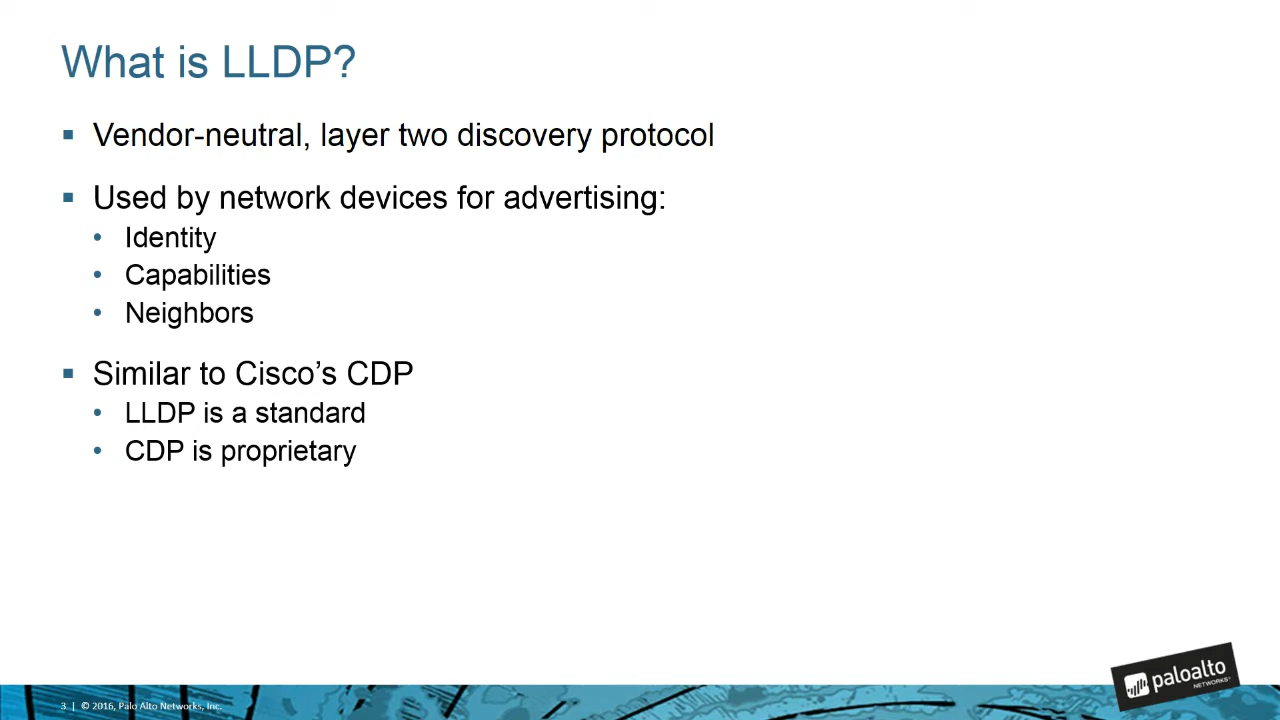 What is LLDP?
▪ Vendor-neutral, layer two discovery protocol
▪ Used by network devices for advertising:
• Identity
• Capabilities
• Neighbors
▪ Similar to Cisco’s CDP
• LLDP is a standard
• CDP is proprietary
paloalto
NETWORKS®
3 | © 2016, Palo Alto Networks, Inc.